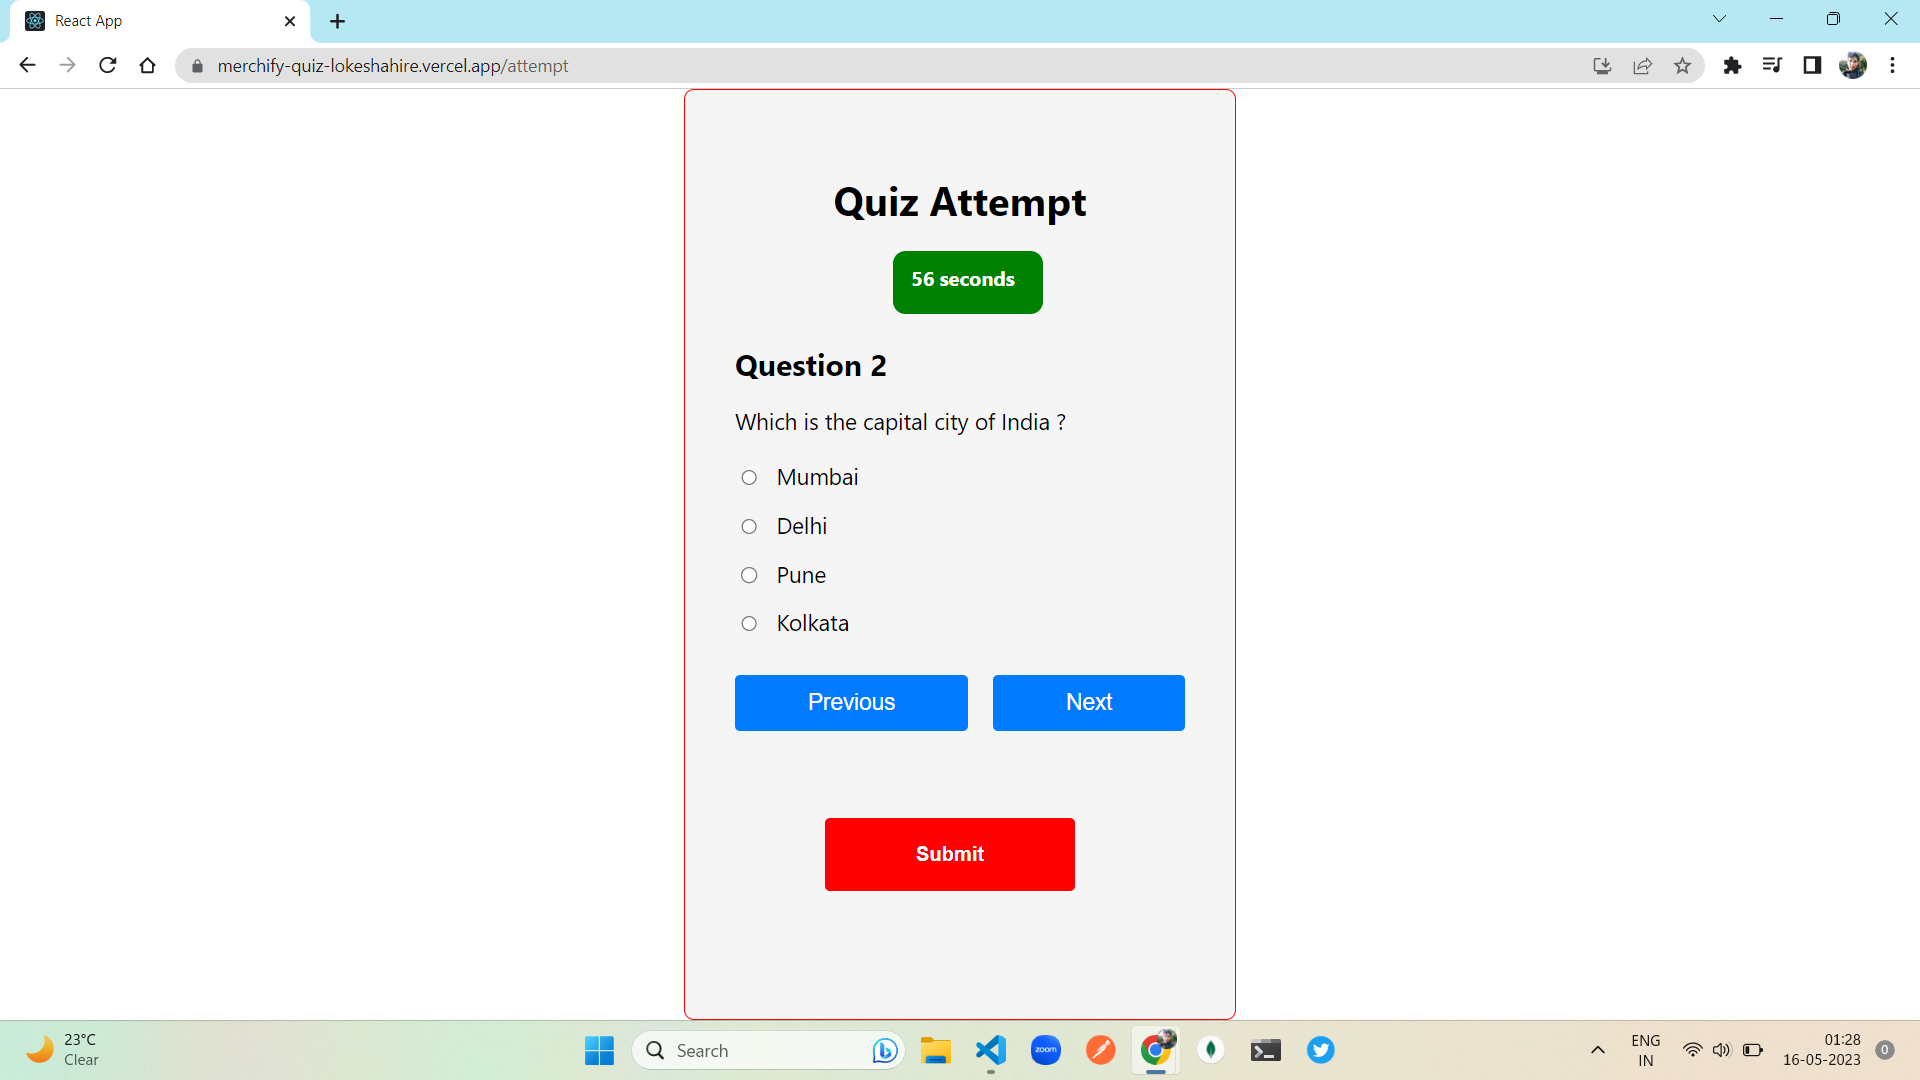 React App
merchify-quiz-lokeshahire.vercel.app/attempt
Quiz Attempt
56 seconds
Question 2
Which is the capital city of India ?
Mumbai
Delhi
Pune
Kolkata
Previous
Next
Submit
23°C
Clear
Search
zoom
ENG
IN
01:28
16-05-2023
0